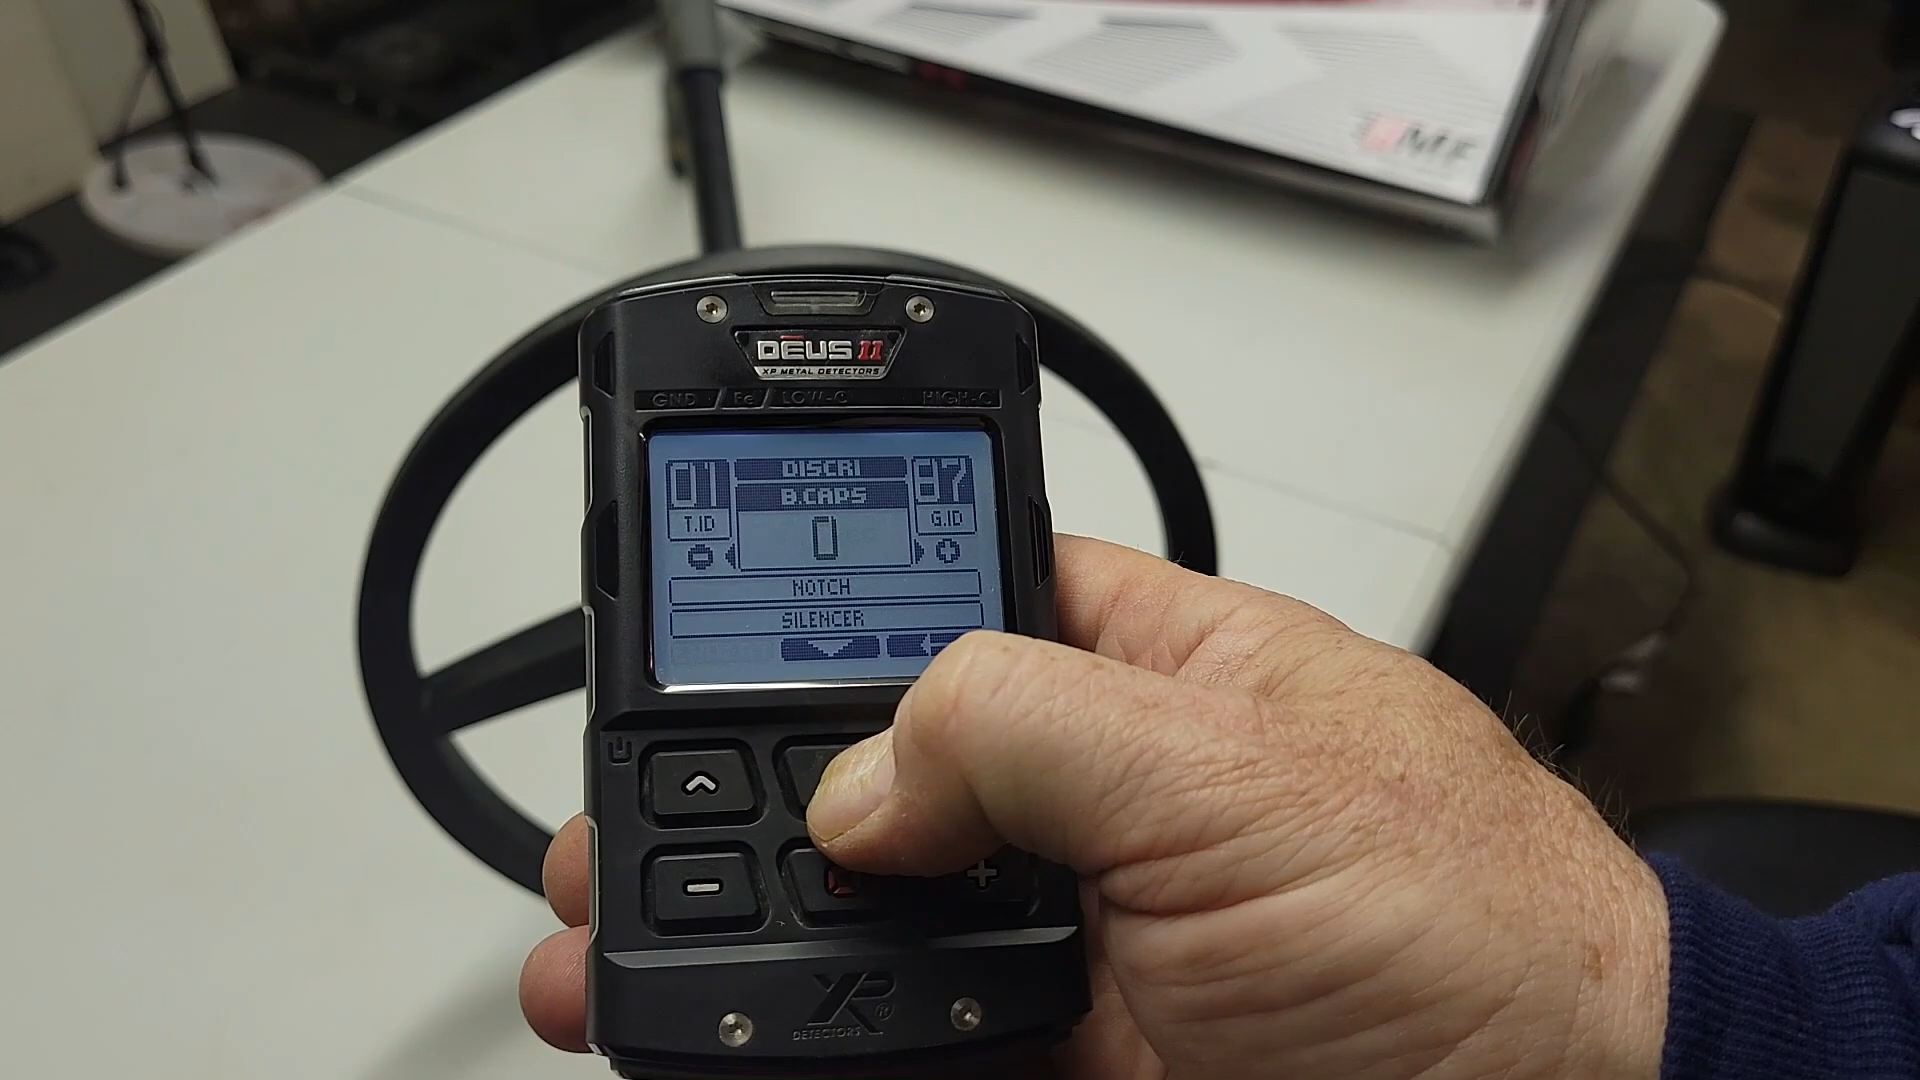 MF
DEUS II
XP METAL DETECTORS
GND Fe LOW-C HIGH-C
01 DISCRI 87
T.ID B.CAPS G.ID
0
NOTCH
SILENCER
XP®
DETECTORS